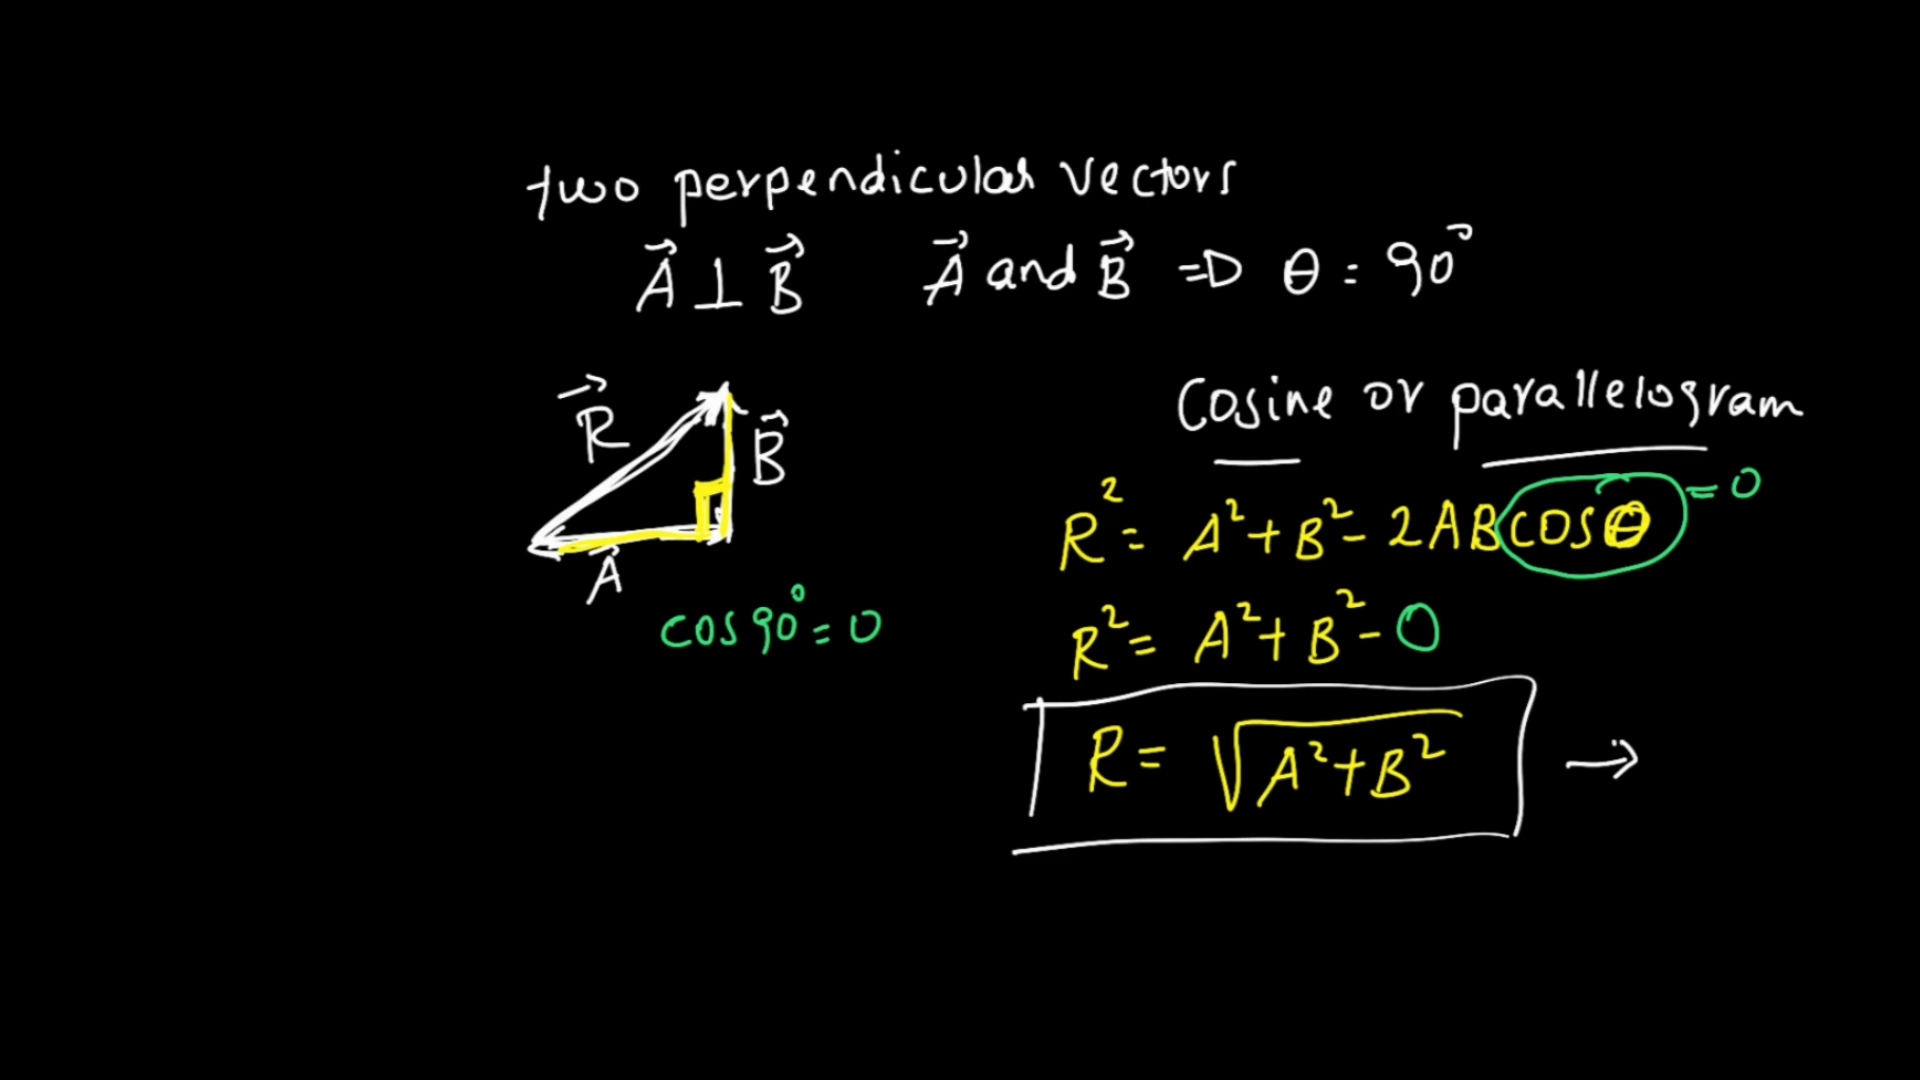 two perpendicular vectors
A⃗ ⊥ B⃗ A⃗ and B⃗ => θ = 90°
Cosine or parallelogram
R⃗
B⃗
A⃗
cos 90° = 0
R² = A² + B² - 2AB cos θ = 0
R² = A² + B² - 0
R = √(A² + B²) →